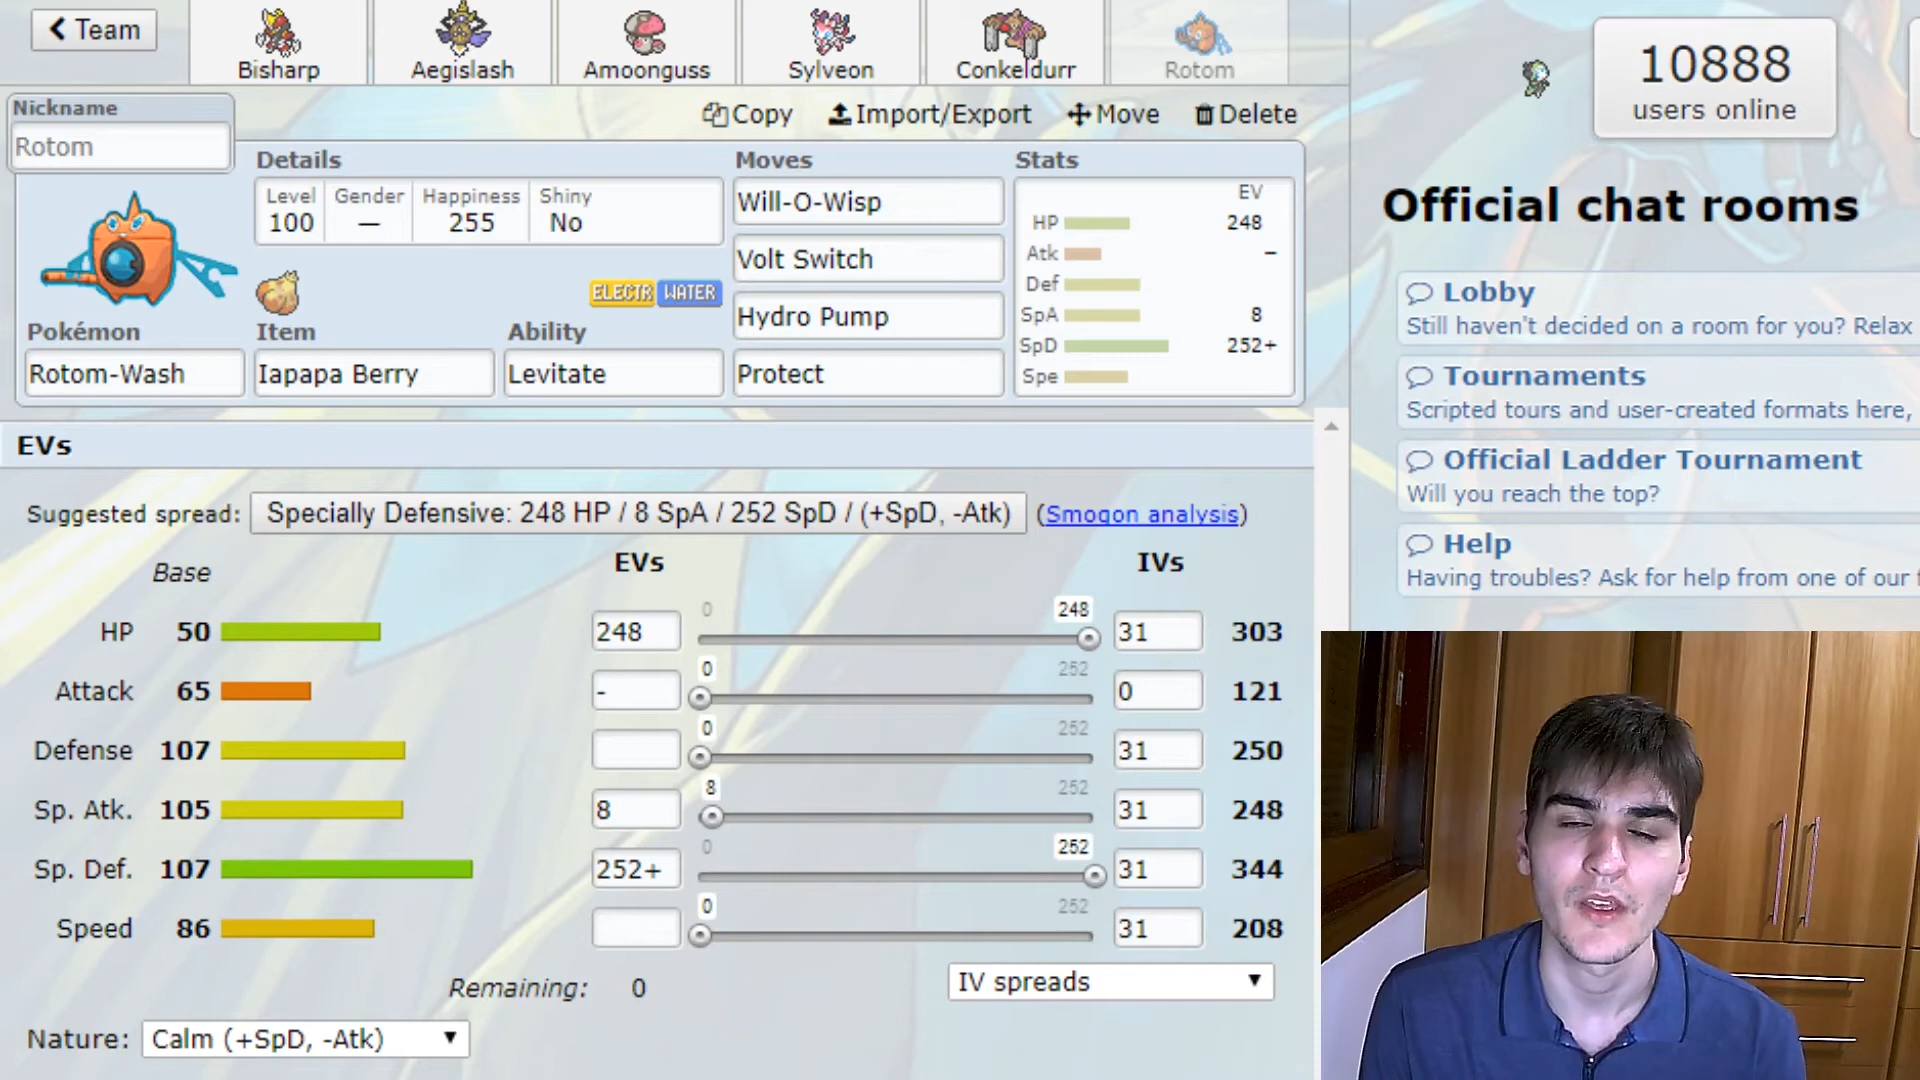 Team
Bisharp
Aegislash
Amoonguss
Sylveon
Conkeldurr
Rotom
10888
users online
Nickname
Rotom
Copy
Import/Export
Move
Delete
Details
Level
Gender
Happiness
Shiny
100
—
255
No
ELECTR WATER
Pokémon
Item
Ability
Rotom-Wash
Iapapa Berry
Levitate
Moves
Will-O-Wisp
Volt Switch
Hydro Pump
Protect
Stats
EV
HP 248
Atk –
Def
SpA 8
SpD 252+
Spe
Official chat rooms
Lobby
Still haven't decided on a room for you? Relax
Tournaments
Scripted tours and user-created formats here,
Official Ladder Tournament
Will you reach the top?
Help
Having troubles? Ask for help from one of our
EVs
Suggested spread: Specially Defensive: 248 HP / 8 SpA / 252 SpD / (+SpD, -Atk) (Smogon analysis)
Base EVs IVs
0 248
HP 50 248 31 303
0 252
Attack 65 - 0 121
0 252
Defense 107 31 250
8 252
Sp. Atk. 105 8 31 248
0 252
Sp. Def. 107 252+ 31 344
0 252
Speed 86 31 208
Remaining: 0
IV spreads
Nature: Calm (+SpD, -Atk)